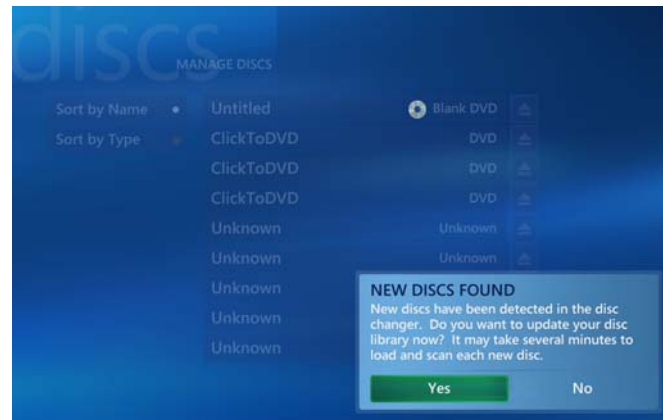 discs
MANAGE DISCS
Sort by Name
Sort by Type
Untitled Blank DVD
ClickToDVD DVD
ClickToDVD DVD
ClickToDVD DVD
Unknown Unknown
Unknown Unknown
Unknown
Unknown
Unknown
NEW DISCS FOUND
New discs have been detected in the disc
changer. Do you want to update your disc
library now? It may take several minutes to
load and scan each new disc.
Yes No